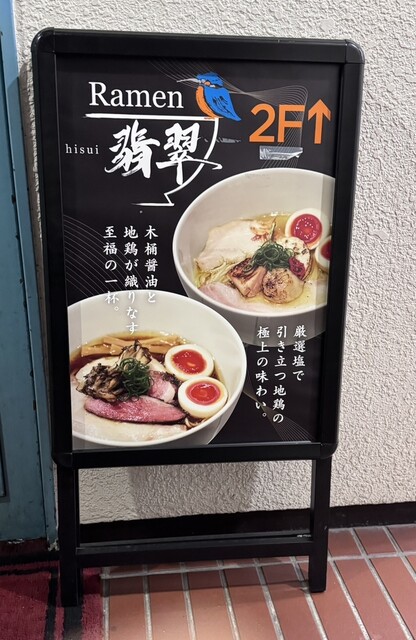 Ramen
hisui
翡翠
2F↑
木桶醤油と
地鶏が織りなす
至福の一杯。
厳選塩で
引き立つ地鶏の
極上の味わい。